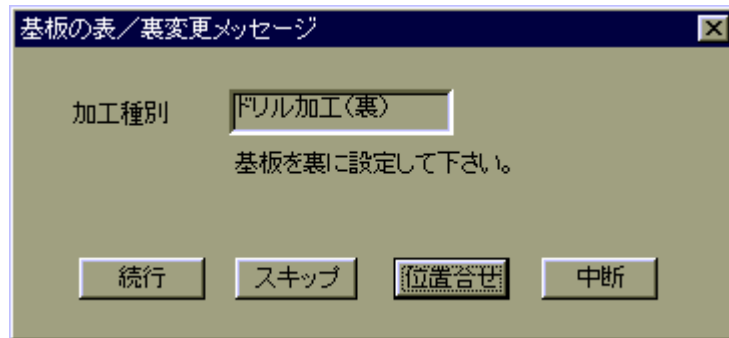 基板の表／裏変更メッセージ
加工種別 ドリル加工(裏)
基板を裏に設定して下さい。
続行 スキップ 位置合せ 中断